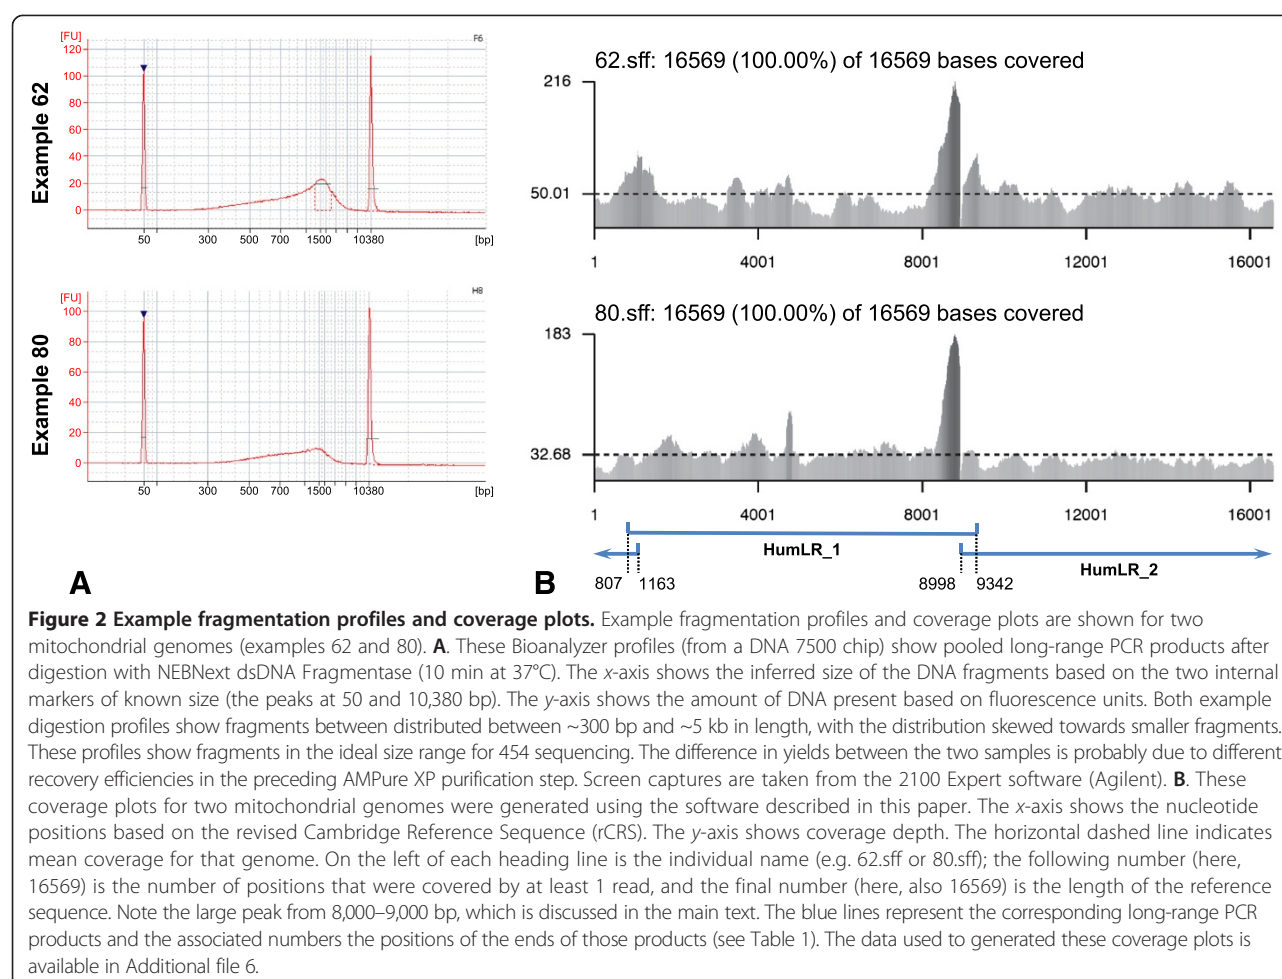 [FU]
F6
120
100
80
60
40
20
0
50 300 500 700 1500 10380 [bp]
Example 62
62.sff: 16569 (100.00%) of 16569 bases covered
216
50.01
1 4001 8001 12001 16001
[FU]
H8
100
80
60
40
20
0
50 300 500 700 1500 10380 [bp]
Example 80
80.sff: 16569 (100.00%) of 16569 bases covered
183
32.68
1 4001 8001 12001 16001
HumLR_1
HumLR_2
807 1163 8998 9342
A B
Figure 2 Example fragmentation profiles and coverage plots. Example fragmentation profiles and coverage plots are shown for two
mitochondrial genomes (examples 62 and 80). A. These Bioanalyzer profiles (from a DNA 7500 chip) show pooled long-range PCR products after
digestion with NEBNext dsDNA Fragmentase (10 min at 37°C). The x-axis shows the inferred size of the DNA fragments based on the two internal
markers of known size (the peaks at 50 and 10,380 bp). The y-axis shows the amount of DNA present based on fluorescence units. Both example
digestion profiles show fragments between distributed between ~300 bp and ~5 kb in length, with the distribution skewed towards smaller fragments.
These profiles show fragments in the ideal size range for 454 sequencing. The difference in yields between the two samples is probably due to different
recovery efficiencies in the preceding AMPure XP purification step. Screen captures are taken from the 2100 Expert software (Agilent). B. These
coverage plots for two mitochondrial genomes were generated using the software described in this paper. The x-axis shows the nucleotide
positions based on the revised Cambridge Reference Sequence (rCRS). The y-axis shows coverage depth. The horizontal dashed line indicates
mean coverage for that genome. On the left of each heading line is the individual name (e.g. 62.sff or 80.sff); the following number (here,
16569) is the number of positions that were covered by at least 1 read, and the final number (here, also 16569) is the length of the reference
sequence. Note the large peak from 8,000–9,000 bp, which is discussed in the main text. The blue lines represent the corresponding long-range PCR
products and the associated numbers the positions of the ends of those products (see Table 1). The data used to generated these coverage plots is
available in Additional file 6.